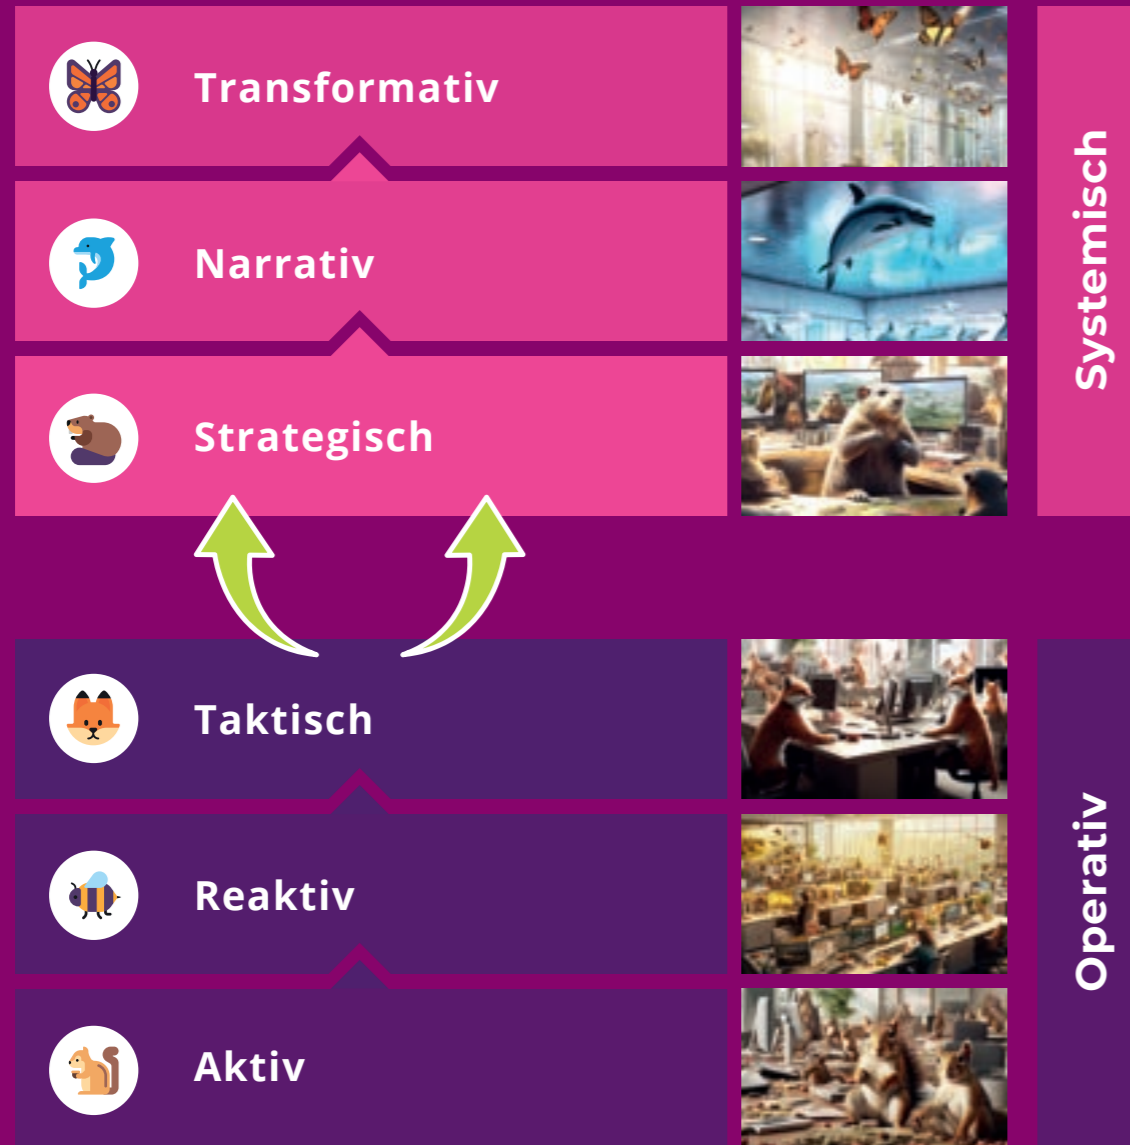 Transformativ
Narrativ
Strategisch
Systemisch
Taktisch
Reaktiv
Aktiv
Operativ